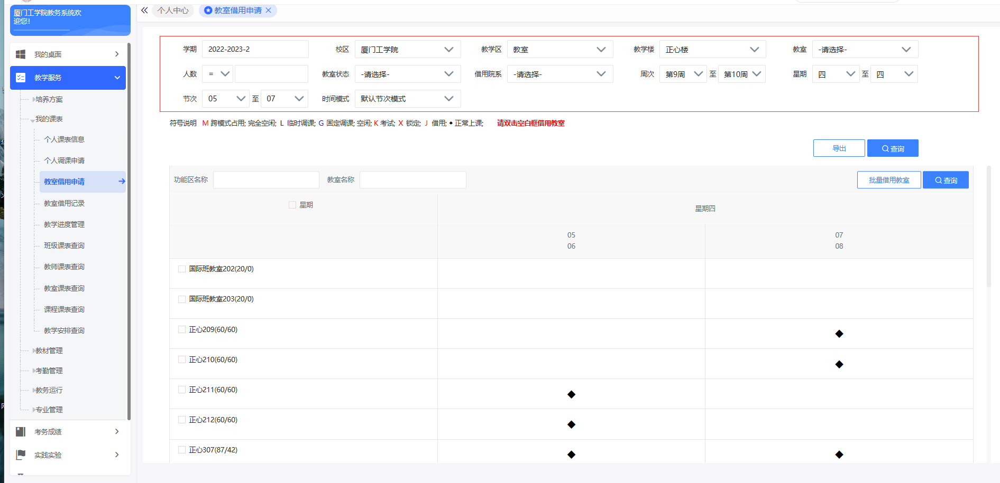 厦门工学院教务系统欢
迎您!
个人中心
教室借用申请
我的桌面
教学服务
培养方案
我的课表
个人课表信息
个人调课申请
教室借用申请
教室借用记录
教学进度管理
班级课表查询
教师课表查询
教室课表查询
课程课表查询
教学安排查询
教材管理
考勤管理
教务运行
专业管理
考务成绩
实践实验
学期 2022-2023-2 校区 厦门工学院 教学区 教室 教学楼 正心楼 教室 -请选择-
人数 = 教室状态 -请选择- 借用院系 -请选择- 周次 第9周 至 第10周 星期 四 至 四
节次 05 至 07 时间模式 默认节次模式
符号说明 M 跨模式占用; 完全空闲; L 临时调课; G 固定调课; 空闲; K 考试; X 锁定; J 借用; ◆ 正常上课; 请双击空白框借用教室
导出 查询
功能区名称 教室名称 批量借用教室 查询
星期 星期四
05 07
06 08
国际班教室202(20/0)
国际班教室203(20/0)
正心209(60/60) ◆
正心210(60/60) ◆
正心211(60/60) ◆
正心212(60/60) ◆
正心307(87/42) ◆ ◆